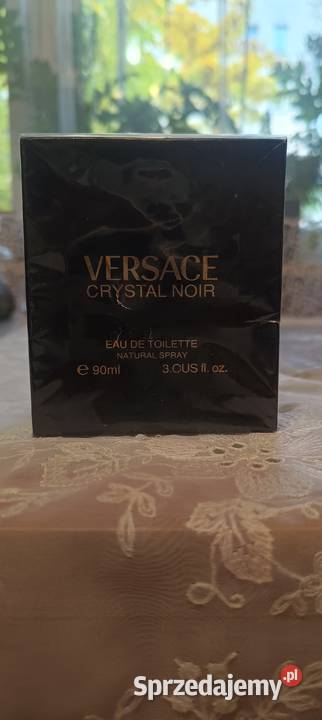 VERSACE
CRYSTAL NOIR
EAU DE TOILETTE
NATURAL SPRAY
℮ 90ml 3.0US fl. oz.
Sprzedajemy.pl